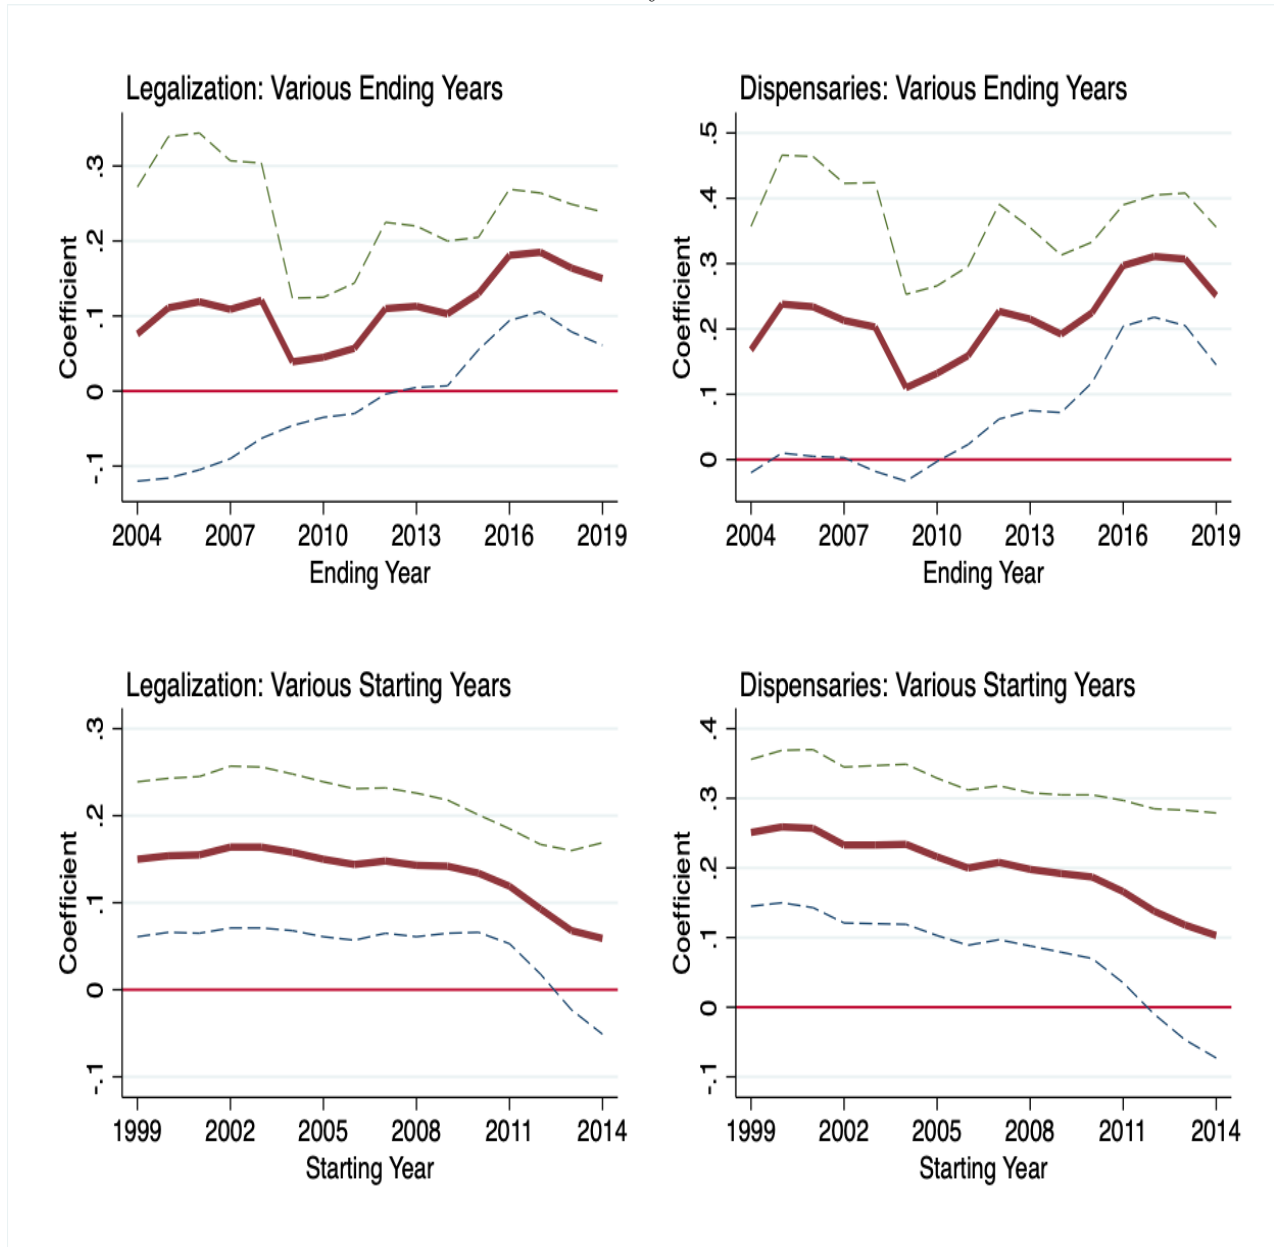 Legalization: Various Ending Years
Coefficient
.3
.2
.1
0
-.1
2004 2007 2010 2013 2016 2019
Ending Year
Dispensaries: Various Ending Years
Coefficient
.5
.4
.3
.2
.1
0
2004 2007 2010 2013 2016 2019
Ending Year
Legalization: Various Starting Years
Coefficient
.3
.2
.1
0
-.1
1999 2002 2005 2008 2011 2014
Starting Year
Dispensaries: Various Starting Years
Coefficient
.4
.3
.2
.1
0
-.1
1999 2002 2005 2008 2011 2014
Starting Year